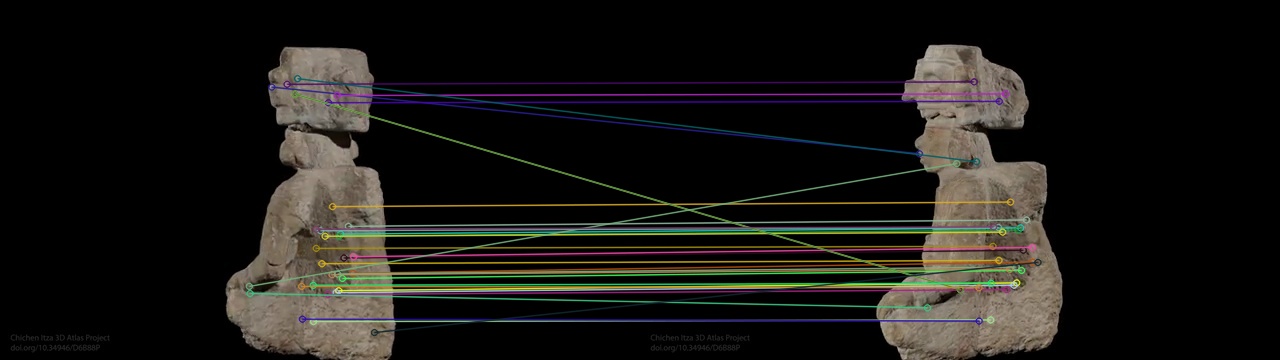 Chichen Itza 3D Atlas Project
doi.org/10.34946/D6B88P
Chichen Itza 3D Atlas Project
doi.org/10.34946/D6B88P